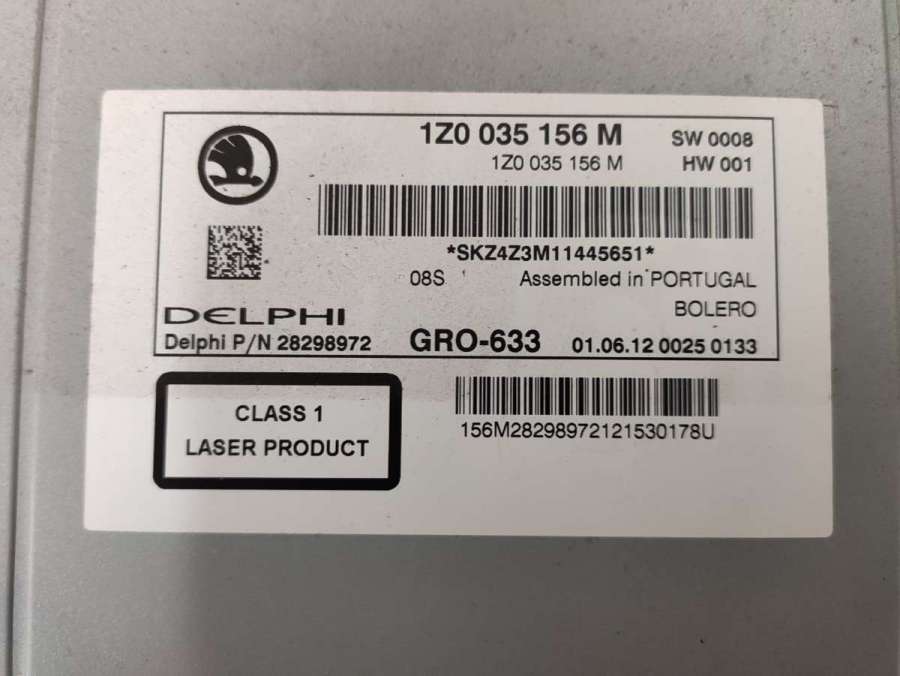 1Z0 035 156 M SW 0008
1Z0 035 156 M HW 001
*SKZ4Z3M11445651*
08S Assembled in PORTUGAL
BOLERO
DELPHI
Delphi P/N 28298972 GRO-633 01.06.12 0025 0133
CLASS 1
LASER PRODUCT
156M28298972121530178U